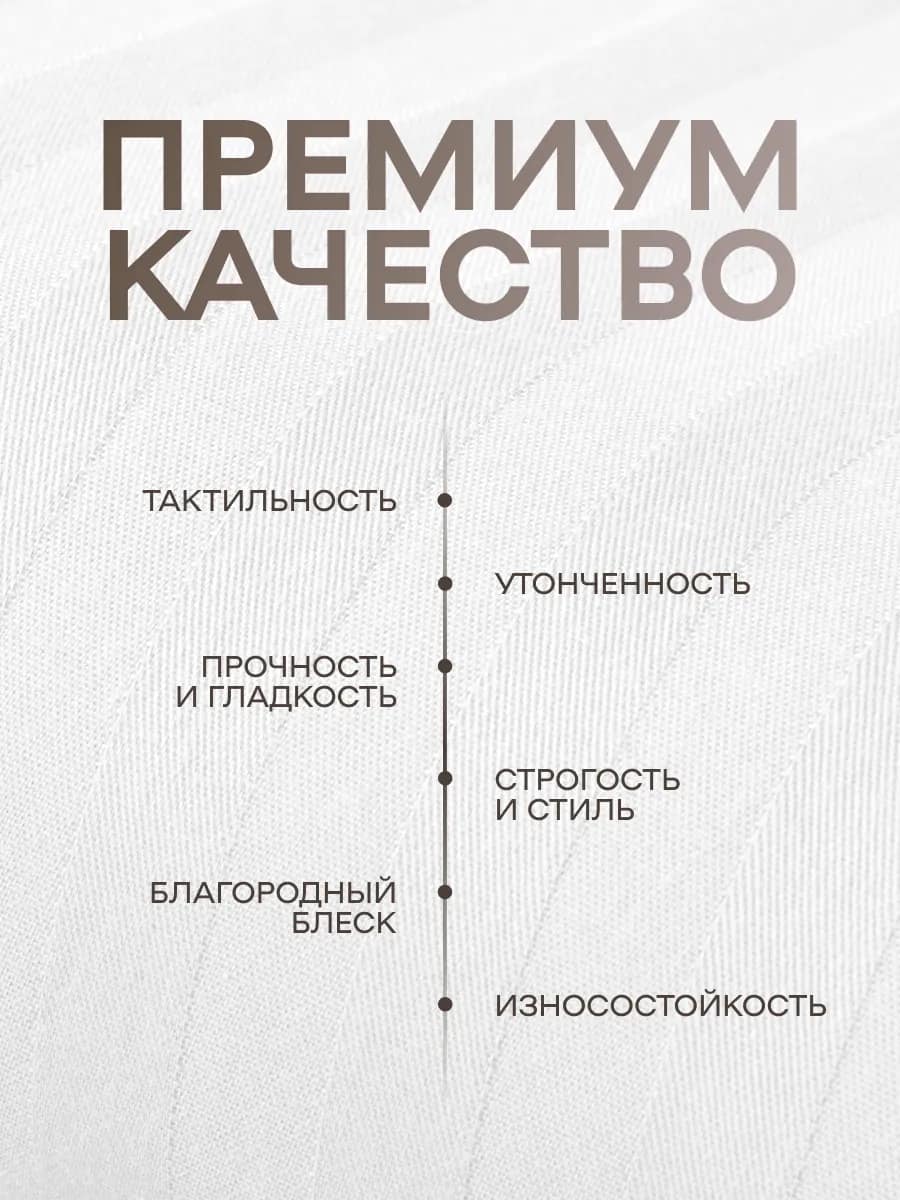 ПРЕМИУМ
КАЧЕСТВО
ТАКТИЛЬНОСТЬ
УТОНЧЕННОСТЬ
ПРОЧНОСТЬ
И ГЛАДКОСТЬ
СТРОГОСТЬ
И СТИЛЬ
БЛАГОРОДНЫЙ
БЛЕСК
ИЗНОСОСТОЙКОСТЬ